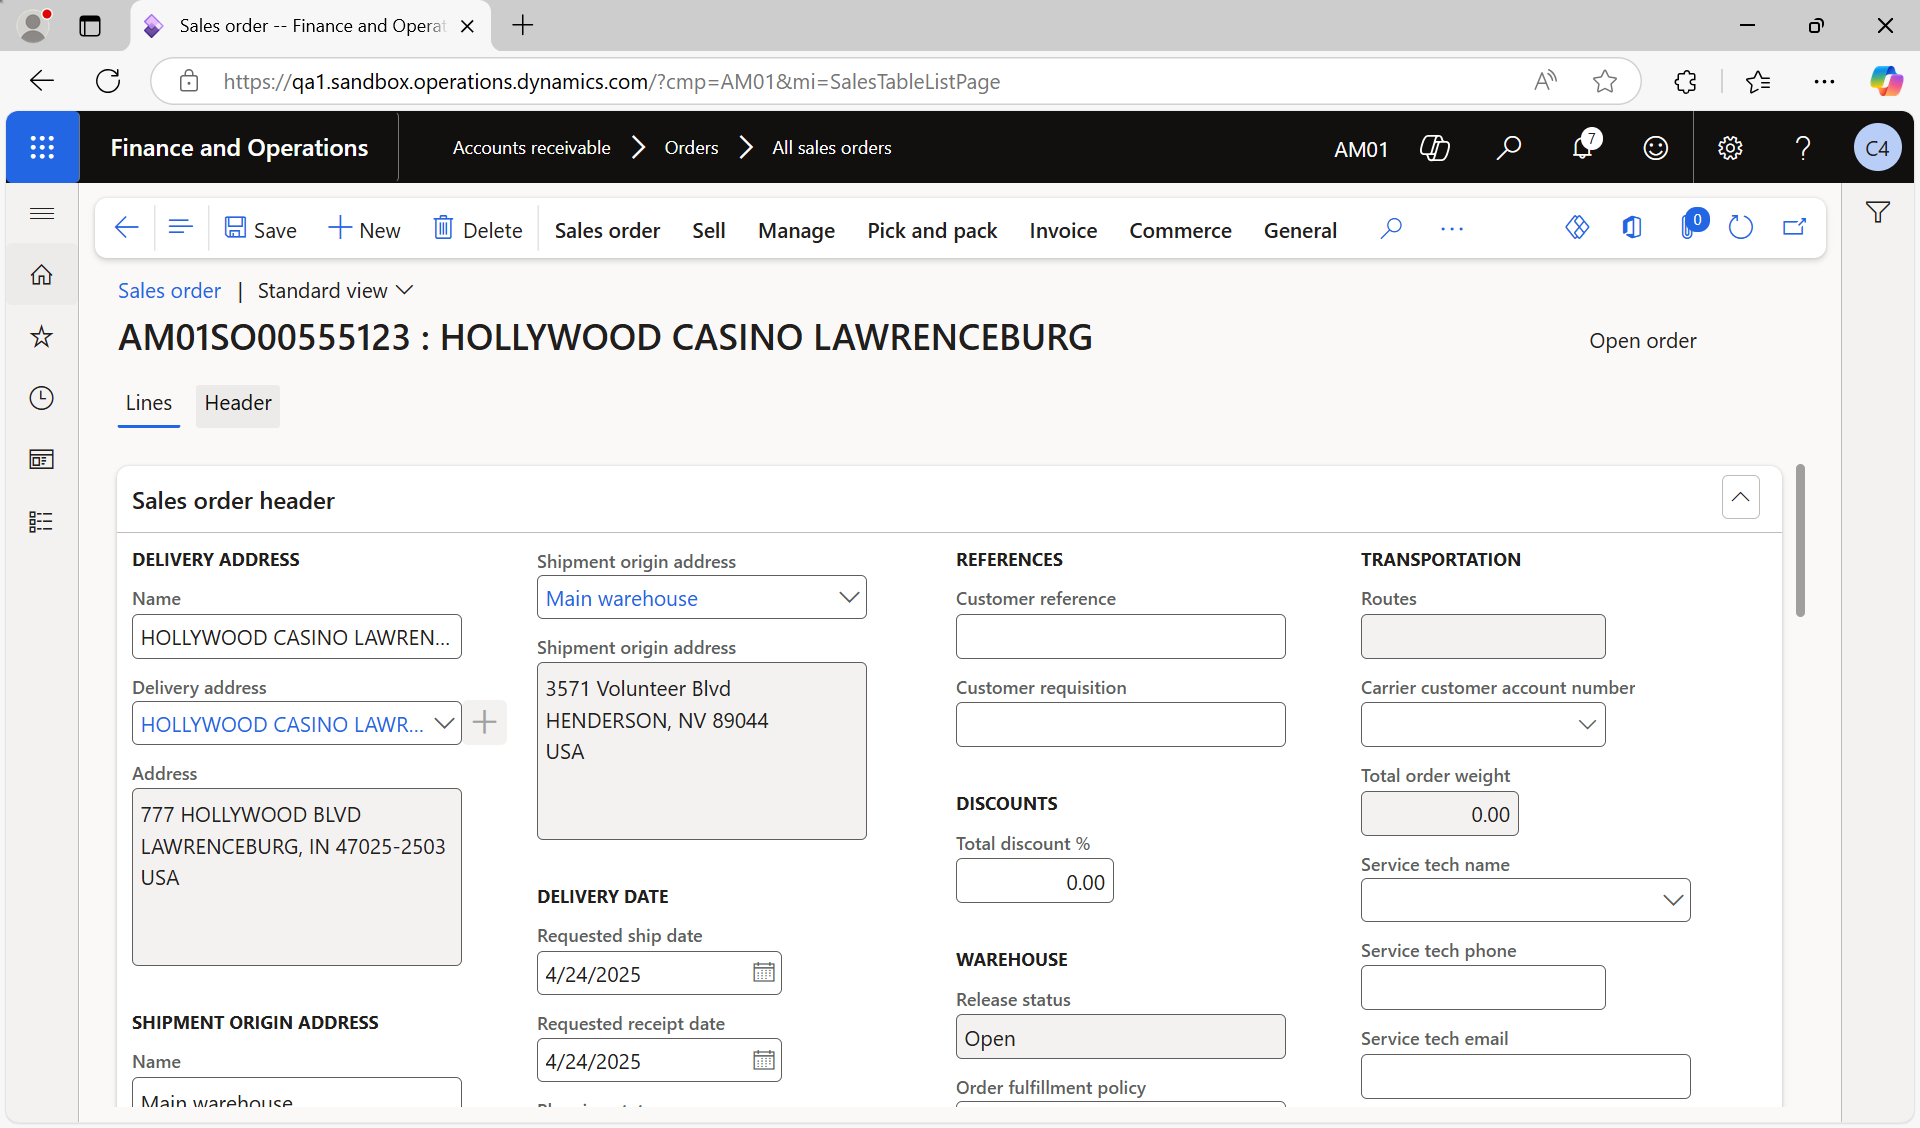 Sales order -- Finance and Operat
https://qa1.sandbox.operations.dynamics.com/?cmp=AM01&mi=SalesTableListPage
Finance and Operations
Accounts receivable
Orders
All sales orders
AM01
7
C4
Save
New
Delete
Sales order
Sell
Manage
Pick and pack
Invoice
Commerce
General
0
Sales order | Standard view
AM01SO00555123 : HOLLYWOOD CASINO LAWRENCEBURG
Open order
Lines
Header
Sales order header
DELIVERY ADDRESS
Name
HOLLYWOOD CASINO LAWREN...
Delivery address
HOLLYWOOD CASINO LAWR...
Address
777 HOLLYWOOD BLVD
LAWRENCEBURG, IN 47025-2503
USA
SHIPMENT ORIGIN ADDRESS
Name
Main warehouse
Shipment origin address
Main warehouse
Shipment origin address
3571 Volunteer Blvd
HENDERSON, NV 89044
USA
DELIVERY DATE
Requested ship date
4/24/2025
Requested receipt date
4/24/2025
REFERENCES
Customer reference
Customer requisition
DISCOUNTS
Total discount %
0.00
WAREHOUSE
Release status
Open
Order fulfillment policy
TRANSPORTATION
Routes
Carrier customer account number
Total order weight
0.00
Service tech name
Service tech phone
Service tech email